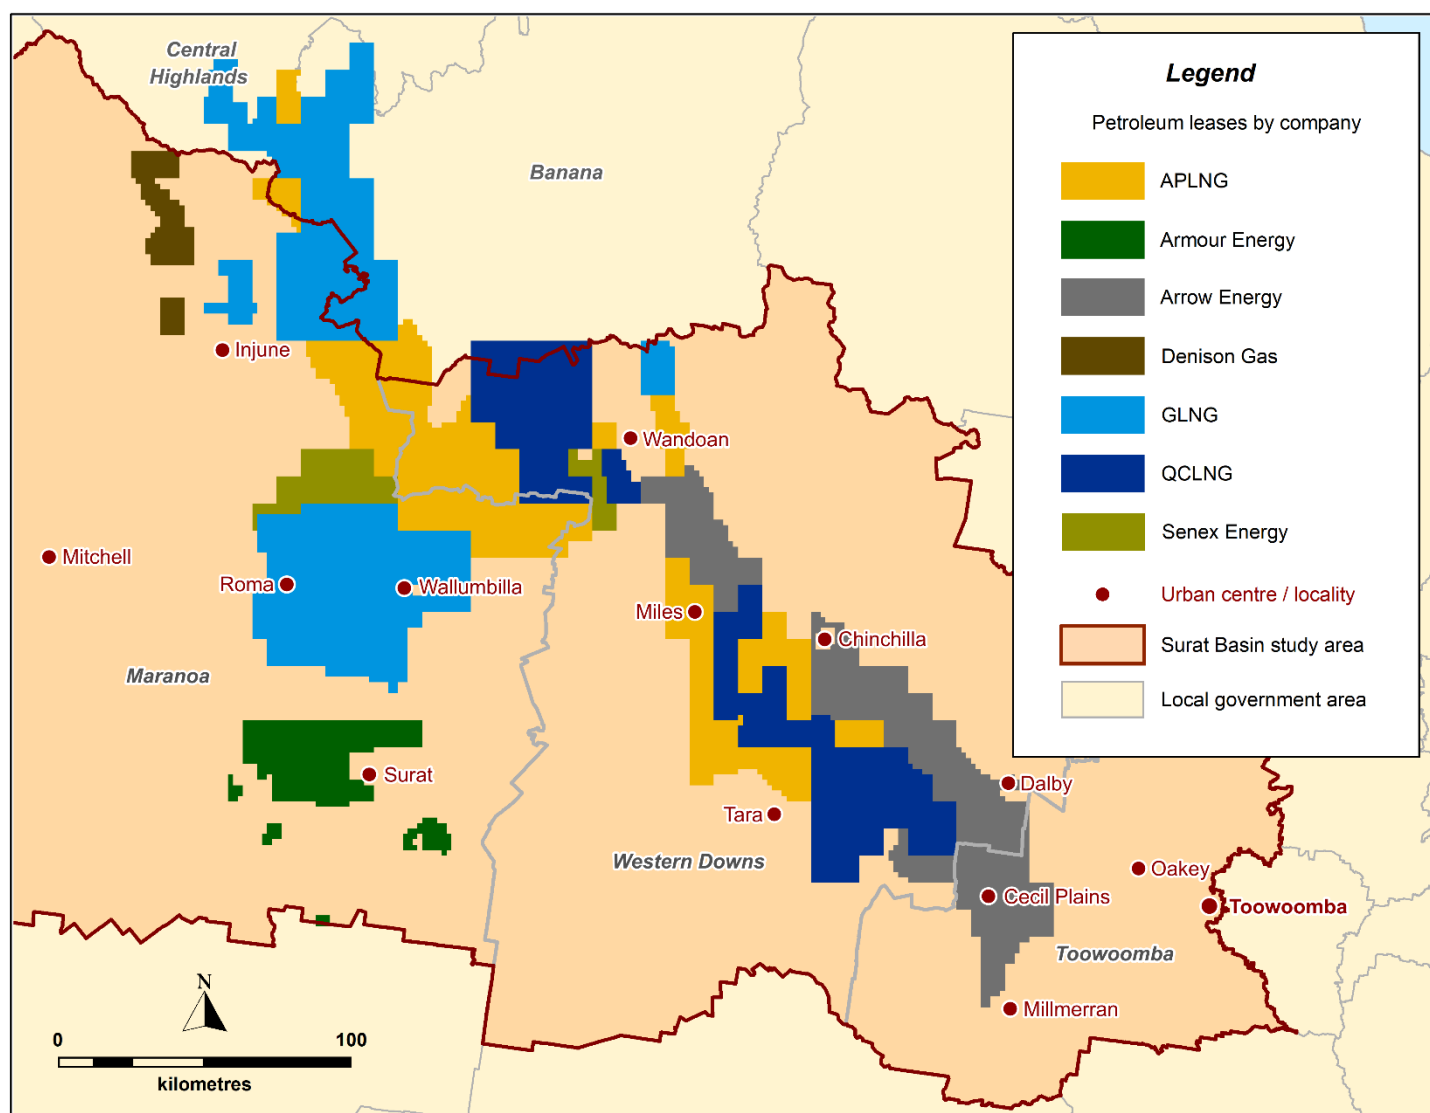 Central
Highlands
Banana
Injune
Wandoan
Mitchell
Roma
Wallumbilla
Miles
Chinchilla
Maranoa
Surat
Dalby
Tara
Western Downs
Oakey
Cecil Plains
Toowoomba
Toowoomba
Millmerran
N
0
100
kilometres
Legend
Petroleum leases by company
APLNG
Armour Energy
Arrow Energy
Denison Gas
GLNG
QCLNG
Senex Energy
Urban centre / locality
Surat Basin study area
Local government area